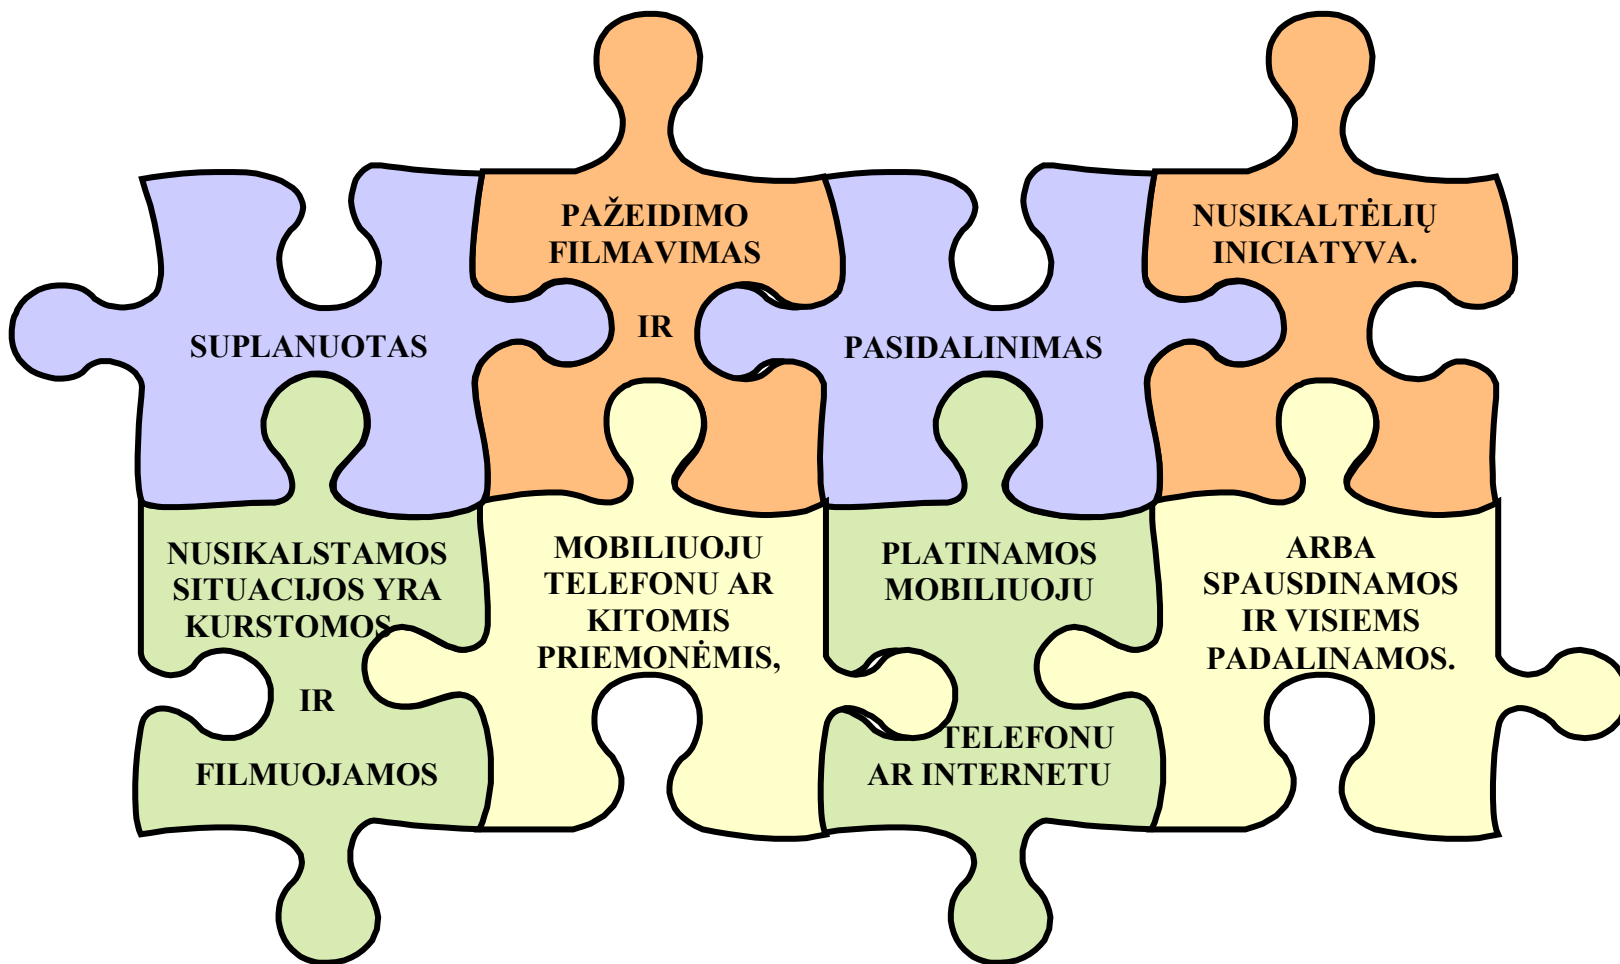 SUPLANUOTAS
PAŽEIDIMO
FILMAVIMAS
IR
PASIDALINIMAS
NUSIKALTĖLIŲ
INICIATYVA.
NUSIKALSTAMOS
SITUACIJOS YRA
KURSTOMOS
IR
FILMUOJAMOS
MOBILIUOJU
TELEFONU AR
KITOMIS
PRIEMONĖMIS,
PLATINAMOS
MOBILIUOJU
TELEFONU
AR INTERNETU
ARBA
SPAUSDINAMOS
IR VISIEMS
PADALINAMOS.